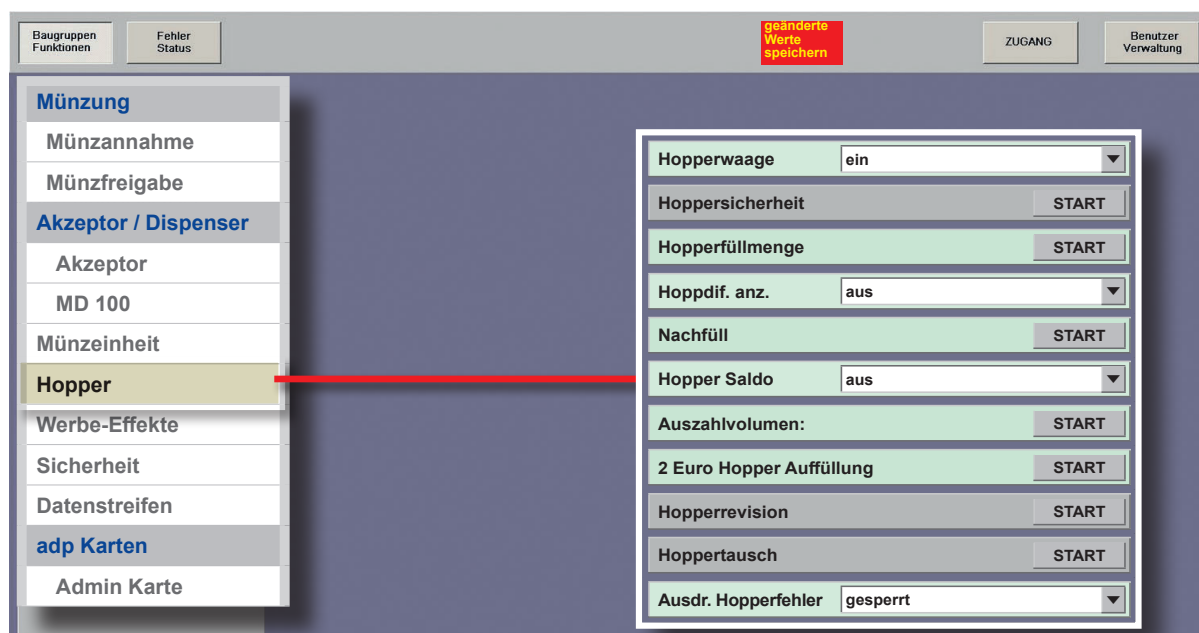 Baugruppen
Funktionen
Fehler
Status
geänderte
Werte
speichern
ZUGANG
Benutzer
Verwaltung
Münzung
Münzannahme
Münzfreigabe
Akzeptor / Dispenser
Akzeptor
MD 100
Münzeinheit
Hopper
Werbe-Effekte
Sicherheit
Datenstreifen
adp Karten
Admin Karte
Hopperwaage ein
Hoppersicherheit START
Hopperfüllmenge START
Hoppdif. anz. aus
Nachfüll START
Hopper Saldo aus
Auszahlvolumen: START
2 Euro Hopper Auffüllung START
Hopperrevision START
Hoppertausch START
Ausdr. Hopperfehler gesperrt